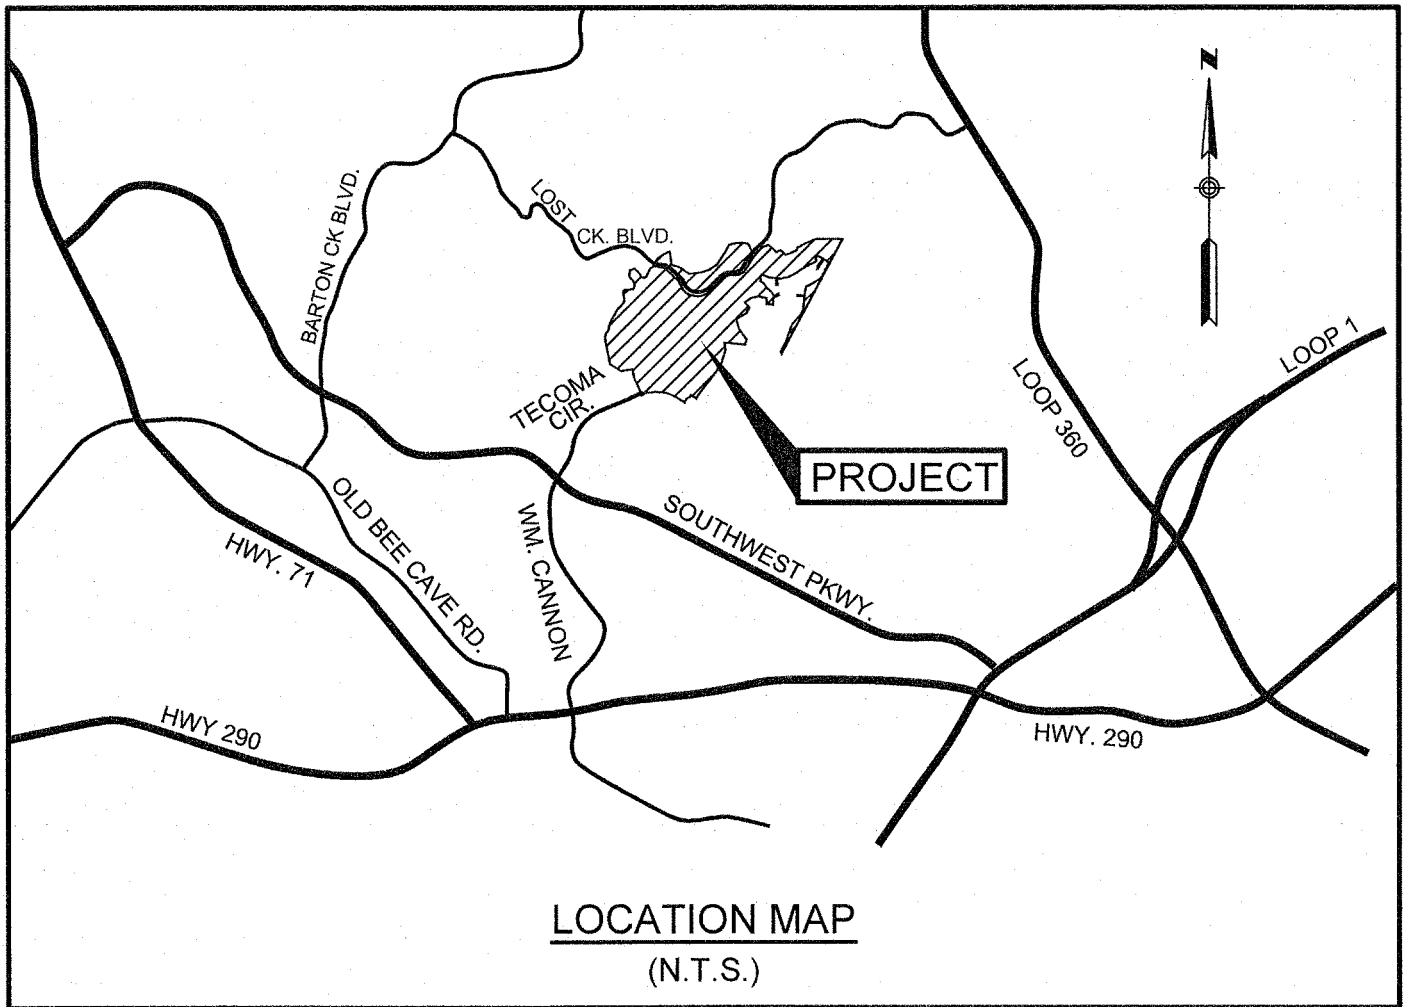 N
BARTON CK BLVD.
LOST
CK. BLVD.
LOOP 1
LOOP 360
TECOMA
CIR.
PROJECT
OLD BEE CAVE RD.
HWY. 71
WM. CANNON
SOUTHWEST PKWY.
HWY 290
HWY. 290
LOCATION MAP
(N.T.S.)